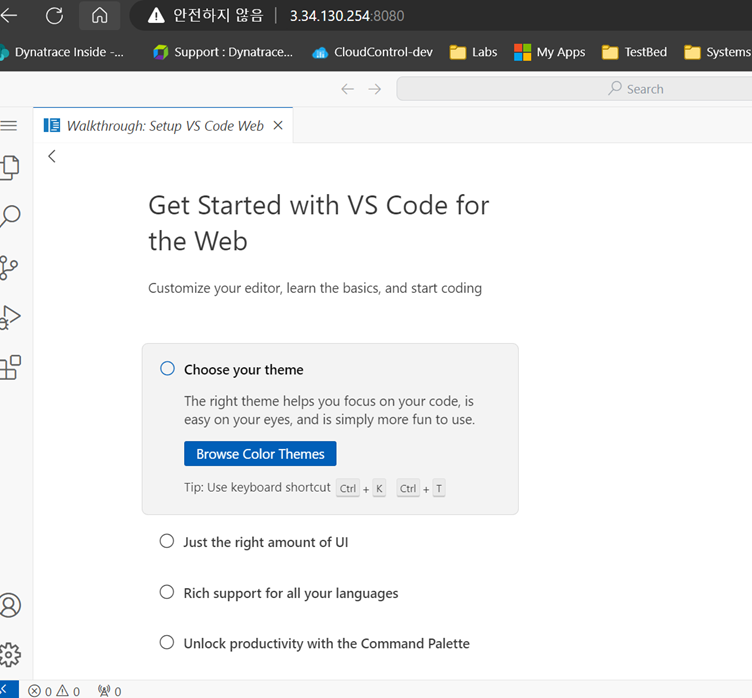 안전하지 않음 3.34.130.254:8080
Dynatrace Inside -... Support : Dynatrace... CloudControl-dev Labs My Apps TestBed Systems
Search
Walkthrough: Setup VS Code Web
Get Started with VS Code for
the Web
Customize your editor, learn the basics, and start coding
Choose your theme
The right theme helps you focus on your code, is
easy on your eyes, and is simply more fun to use.
Browse Color Themes
Tip: Use keyboard shortcut Ctrl + K Ctrl + T
Just the right amount of UI
Rich support for all your languages
Unlock productivity with the Command Palette
0 0 0